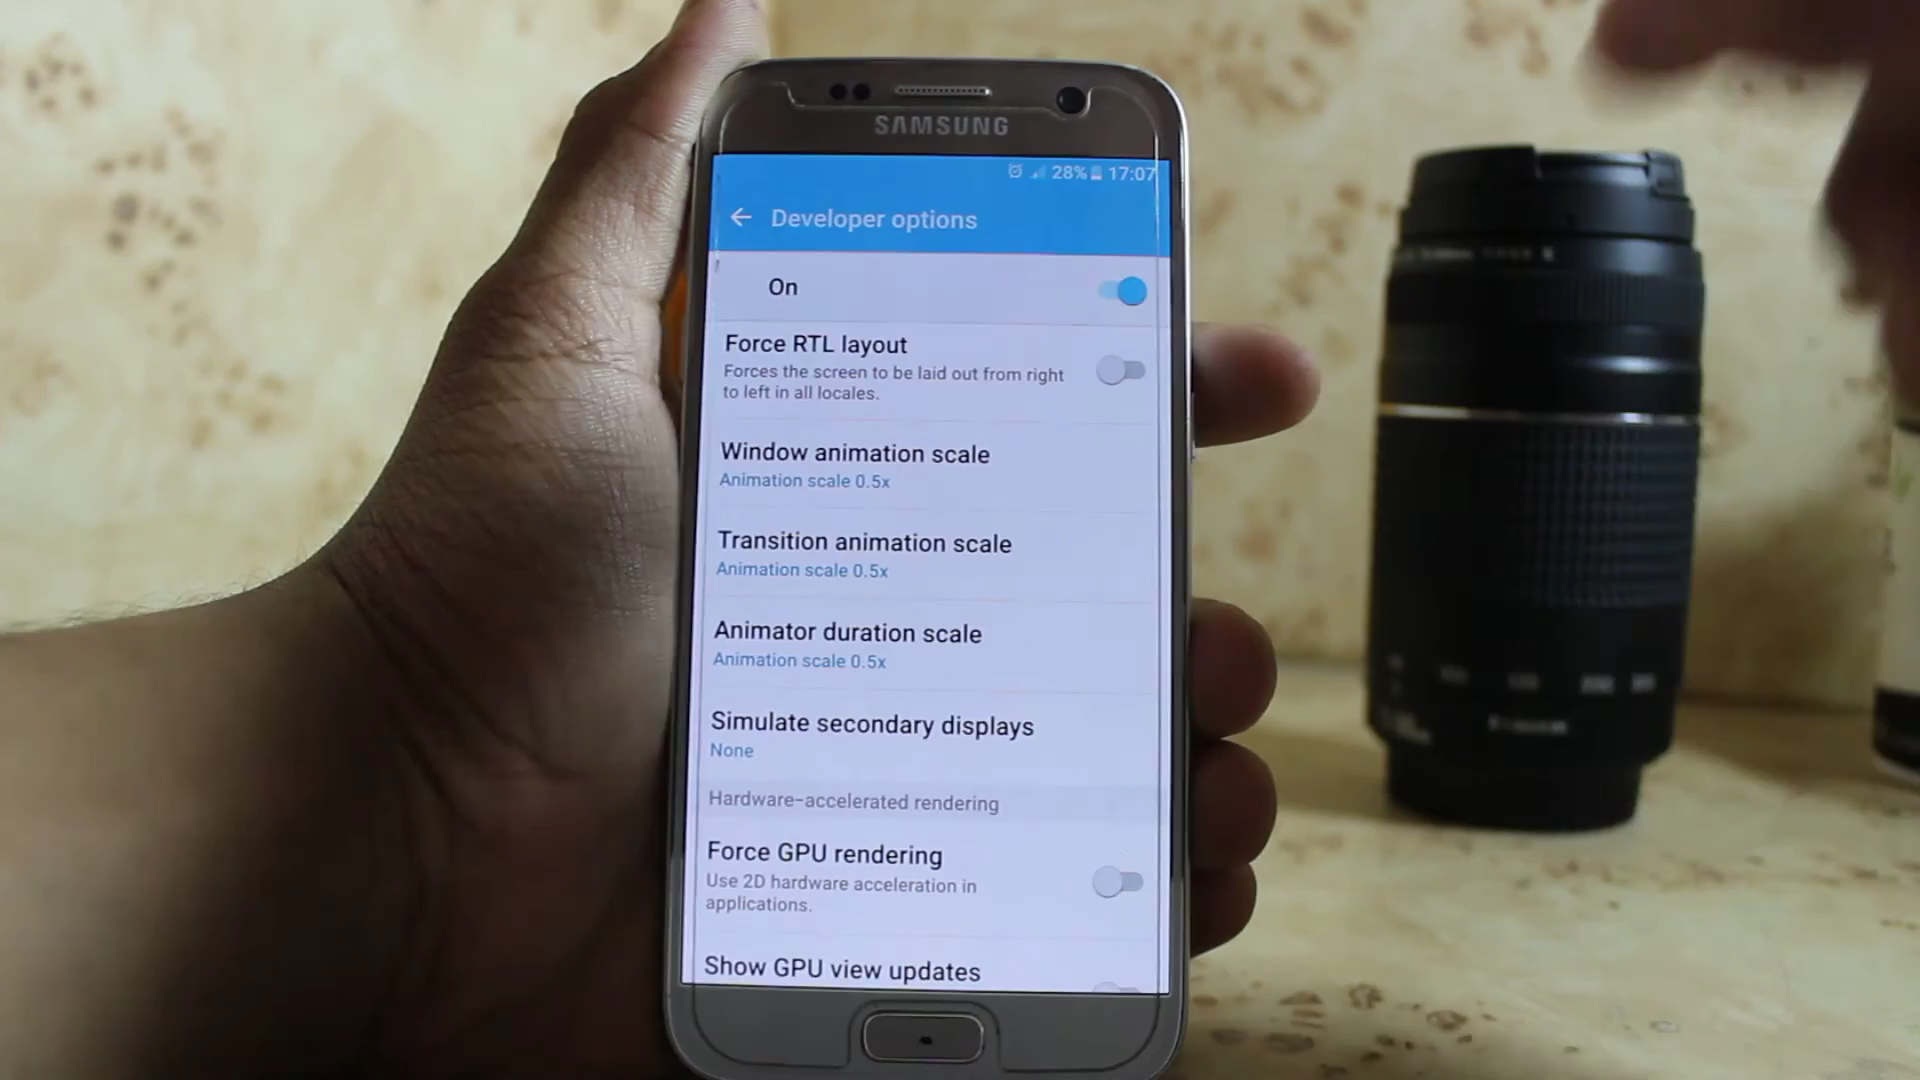 SAMSUNG
28% 17:07
Developer options
On
Force RTL layout
Forces the screen to be laid out from right
to left in all locales.
Window animation scale
Animation scale 0.5x
Transition animation scale
Animation scale 0.5x
Animator duration scale
Animation scale 0.5x
Simulate secondary displays
None
Hardware-accelerated rendering
Force GPU rendering
Use 2D hardware acceleration in
applications.
Show GPU view updates